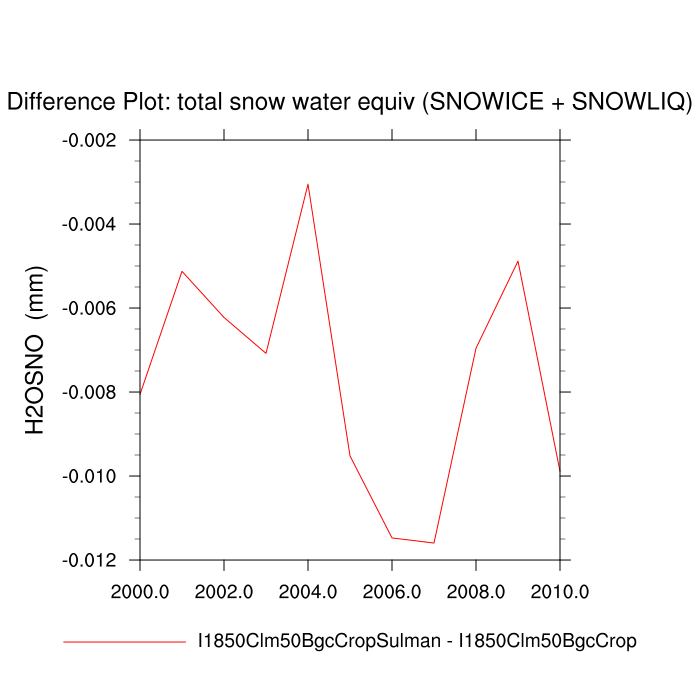 Difference Plot: total snow water equiv (SNOWICE + SNOWLIQ)
H2OSNO (mm)
-0.002
-0.004
-0.006
-0.008
-0.010
-0.012
2000.0 2002.0 2004.0 2006.0 2008.0 2010.0
I1850Clm50BgcCropSulman - I1850Clm50BgcCrop